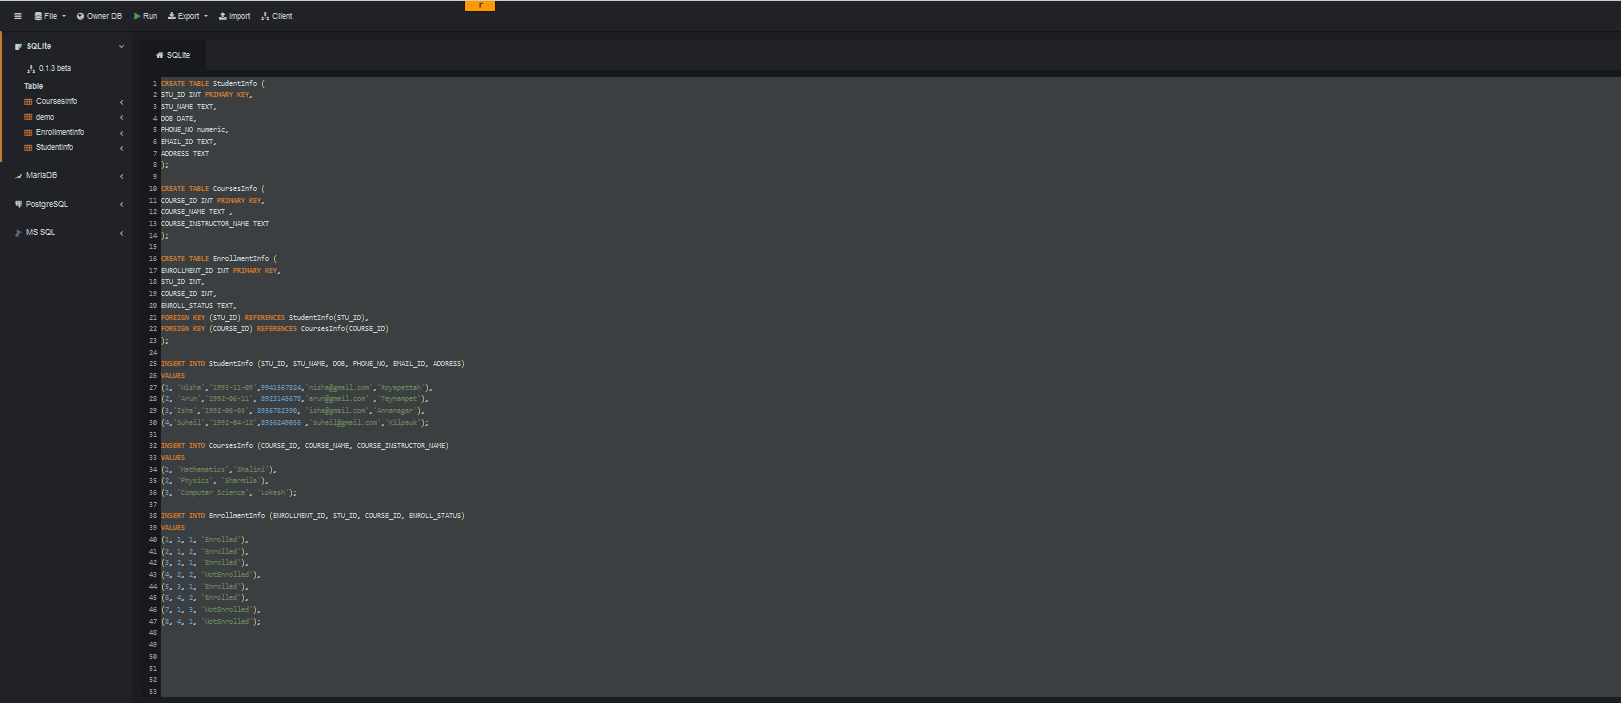 r
File Owner DB Run Export Import Client
SQLite
0.1.3 beta
Table
CoursesInfo
demo
EnrollmentInfo
StudentInfo
MariaDB
PostgreSQL
MS SQL
SQLite
1 CREATE TABLE StudentInfo (
2 STU_ID INT PRIMARY KEY,
3 STU_NAME TEXT,
4 DOB DATE,
5 PHONE_NO numeric,
6 EMAIL_ID TEXT,
7 ADDRESS TEXT
8 );
9
10 CREATE TABLE CoursesInfo (
11 COURSE_ID INT PRIMARY KEY,
12 COURSE_NAME TEXT ,
13 COURSE_INSTRUCTOR_NAME TEXT
14 );
15
16 CREATE TABLE EnrollmentInfo (
17 ENROLLMENT_ID INT PRIMARY KEY,
18 STU_ID INT,
19 COURSE_ID INT,
20 ENROLL_STATUS TEXT,
21 FOREIGN KEY (STU_ID) REFERENCES StudentInfo(STU_ID),
22 FOREIGN KEY (COURSE_ID) REFERENCES CoursesInfo(COURSE_ID)
23 );
24
25 INSERT INTO StudentInfo (STU_ID, STU_NAME, DOB, PHONE_NO, EMAIL_ID, ADDRESS)
26 VALUES
27 (1, 'Nisha','1993-11-09',9941567824,'nisha@gmail.com','Royapettah'),
28 (2, 'Arun','1992-06-11', 8923145678,'arun@gmail.com' ,'Teynampet'),
29 (3,'Isha','1992-06-05', 8956782390, 'isha@gmail.com','Annanagar'),
30 (4,'Suhail','1992-04-12',8956249056 ,'suhail@gmail.com','Kilpauk');
31
32 INSERT INTO CoursesInfo (COURSE_ID, COURSE_NAME, COURSE_INSTRUCTOR_NAME)
33 VALUES
34 (1, 'Mathematics','Shalini'),
35 (2, 'Physics', 'Sharmila'),
36 (3, 'Computer Science', 'Lokesh');
37
38 INSERT INTO EnrollmentInfo (ENROLLMENT_ID, STU_ID, COURSE_ID, ENROLL_STATUS)
39 VALUES
40 (1, 1, 1, 'Enrolled'),
41 (2, 1, 2, 'Enrolled'),
42 (3, 2, 1, 'Enrolled'),
43 (4, 2, 2, 'NotEnrolled'),
44 (5, 3, 1, 'Enrolled'),
45 (6, 4, 2, 'Enrolled'),
46 (7, 1, 3, 'NotEnrolled'),
47 (8, 4, 1, 'NotEnrolled');
48
49
50
51
52
53